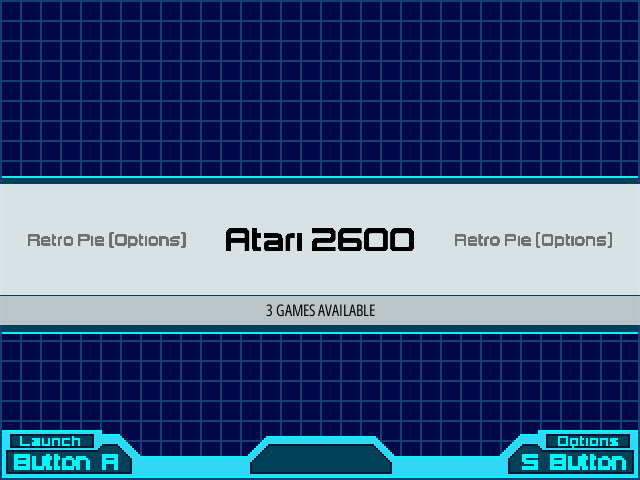 Retro Pie (Options) Atari 2600 Retro Pie (Options)
3 GAMES AVAILABLE
Launch Options
Button A S Button